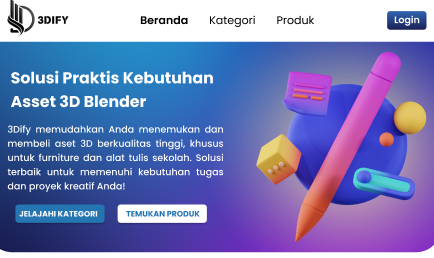 3DIFY
Beranda Kategori Produk
Login
Solusi Praktis Kebutuhan
Asset 3D Blender
3Dify memudahkan Anda menemukan dan
membeli aset 3D berkualitas tinggi, khusus
untuk furniture dan alat tulis sekolah. Solusi
terbaik untuk memenuhi kebutuhan tugas
dan proyek kreatif Anda!
JELAJAHI KATEGORI
TEMUKAN PRODUK